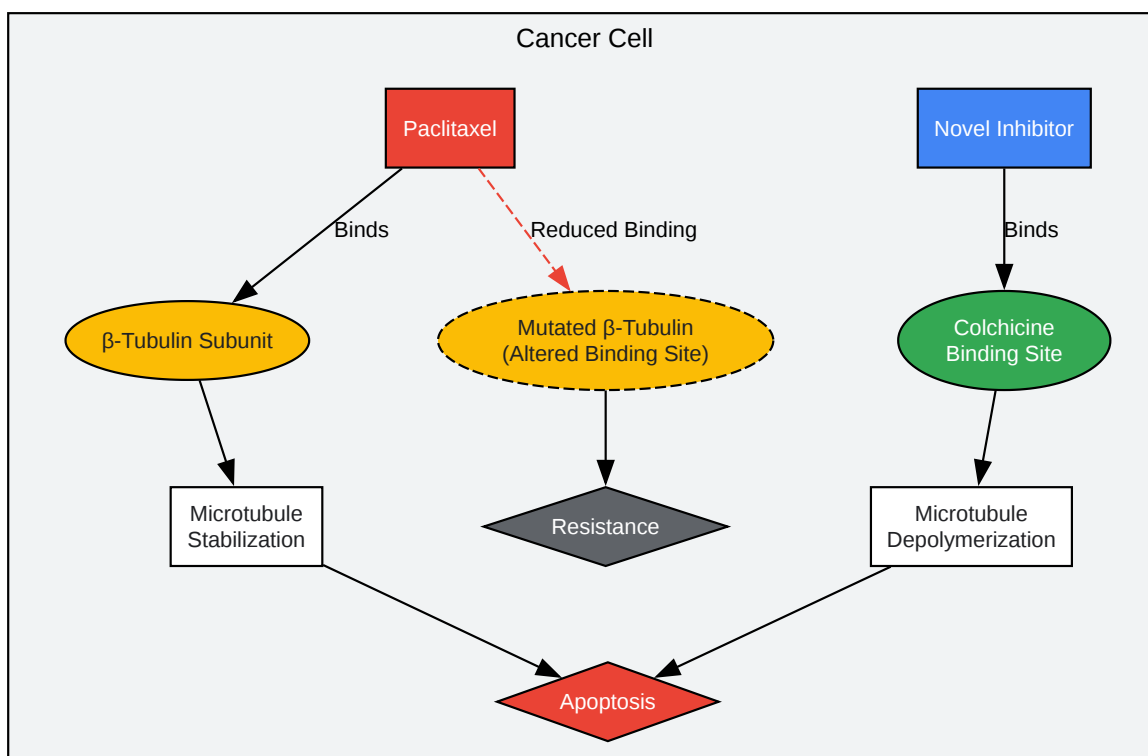 Cancer Cell
Paclitaxel
Novel Inhibitor
Binds
Reduced Binding
Binds
β-Tubulin Subunit
Mutated β-Tubulin
(Altered Binding Site)
Colchicine
Binding Site
Microtubule
Stabilization
Resistance
Microtubule
Depolymerization
Apoptosis